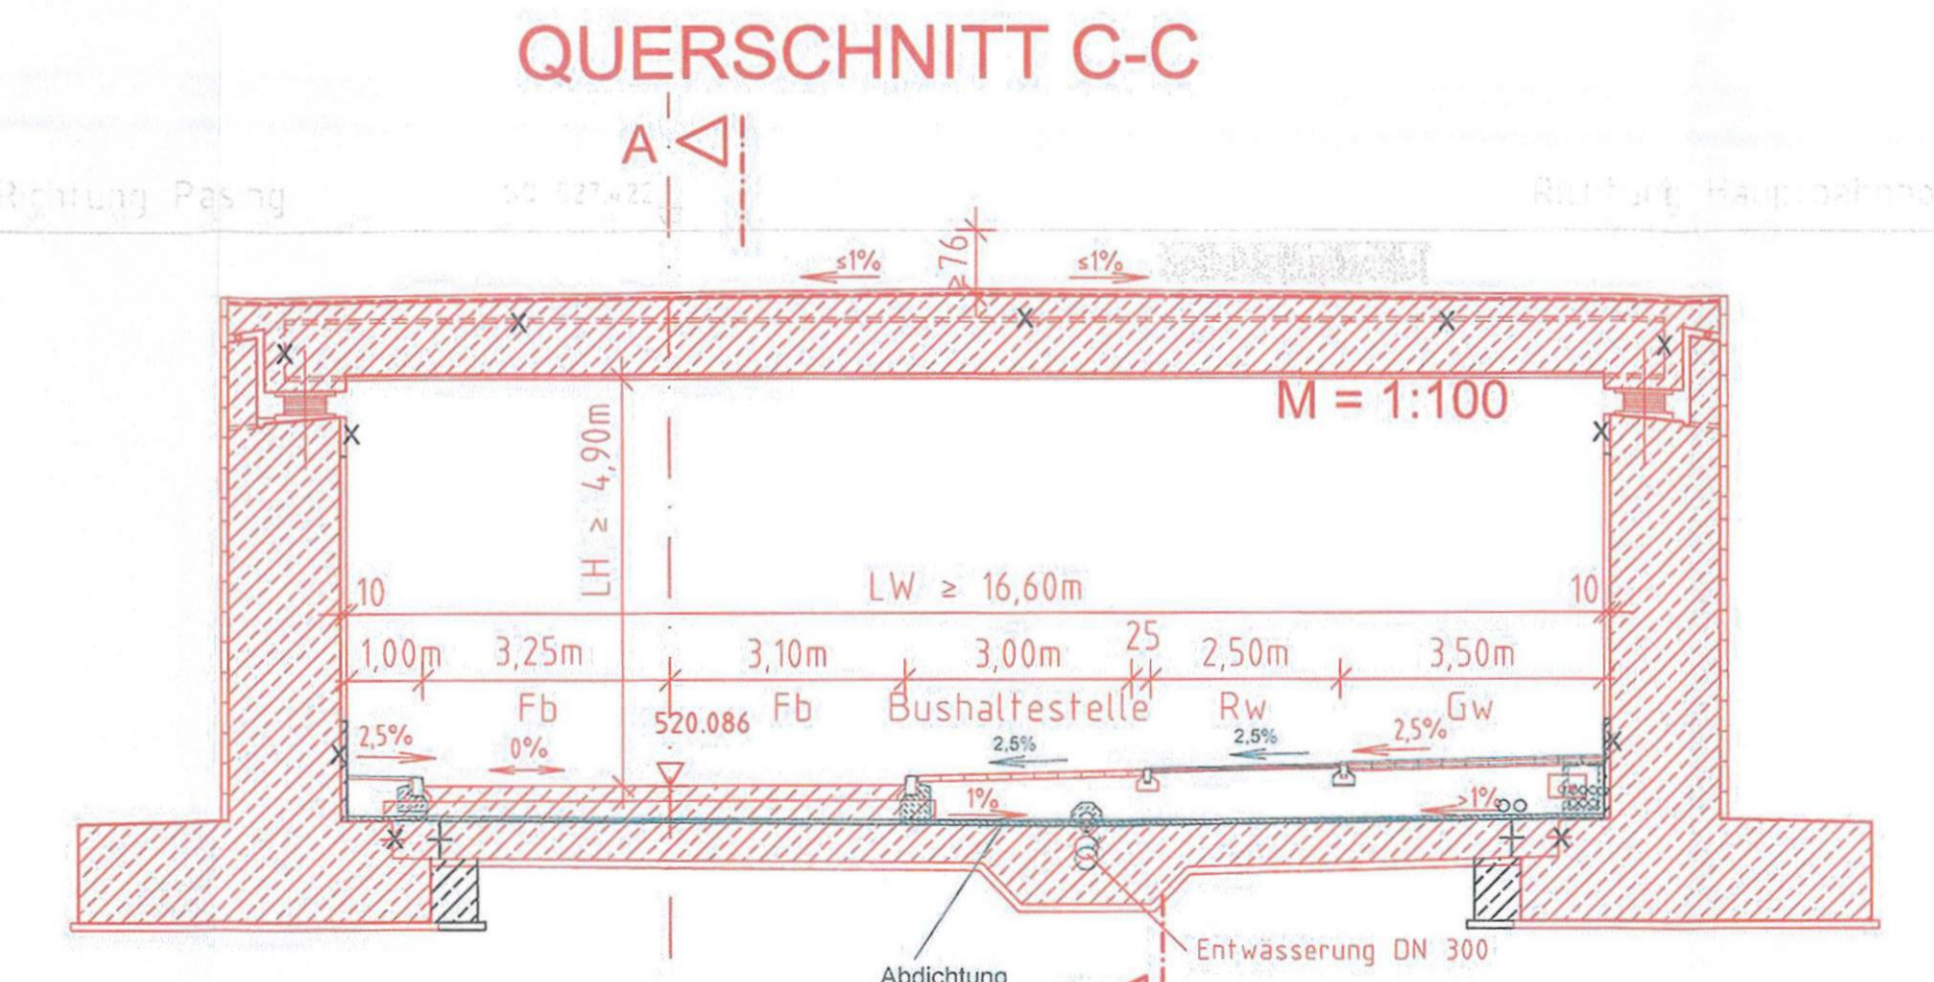 QUERSCHNITT C-C
A
Richtung Pasing
≤1%
≥76
≤1%
M = 1:100
LH ≥ 4,90m
10
LW ≥ 16,60m
10
1,00m
3,25m
3,10m
3,00m
25
2,50m
3,50m
Fb
520.086
Fb
Bushaltestelle
Rw
Gw
2,5%
0%
2,5%
2,5%
2,5%
1%
>1%
Entwässerung DN 300
Abdichtung